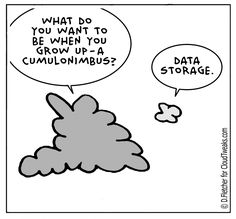 WHAT DO
YOU WANT TO
BE WHEN YOU
GROW UP-A
CUMULONIMBUS?
DATA
STORAGE.
© D.Fletcher for CloudTweaks.com